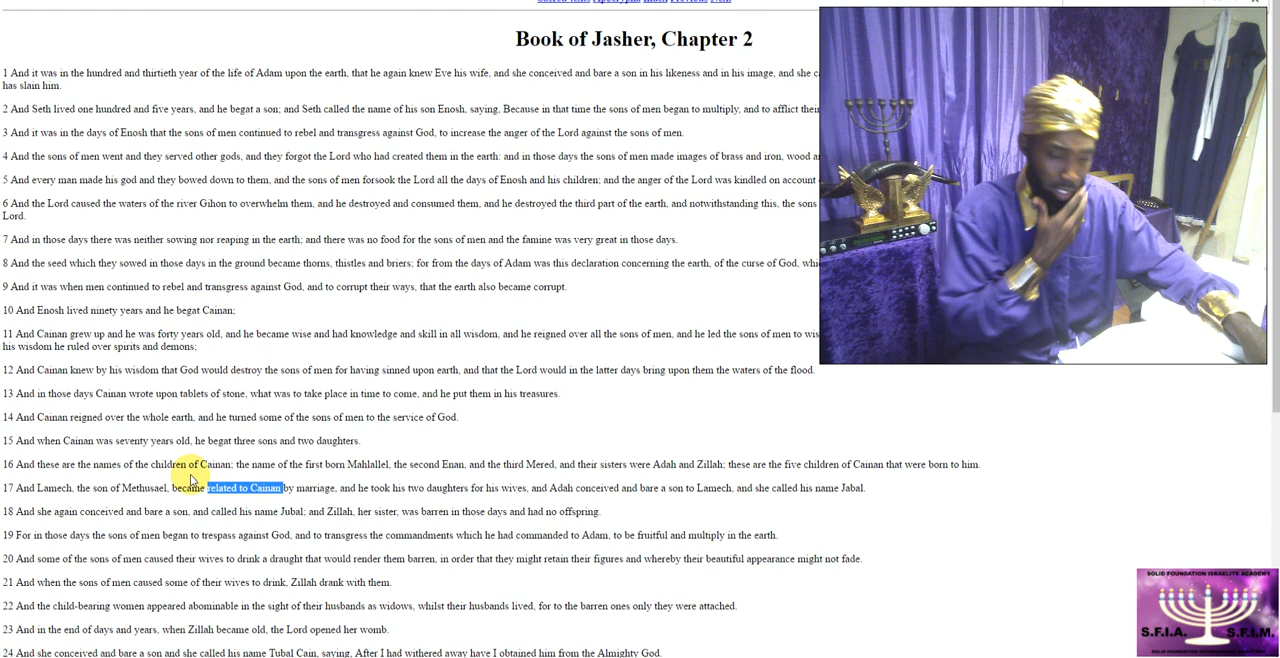 Sacred Texts Apocrypha Index Previous Next
Book of Jasher, Chapter 2
1 And it was in the hundred and thirtieth year of the life of Adam upon the earth, that he again knew Eve his wife, and she conceived and bare a son in his likeness and in his image, and she c
has slain him.
2 And Seth lived one hundred and five years, and he begat a son; and Seth called the name of his son Enosh, saying, Because in that time the sons of men began to multiply, and to afflict their
3 And it was in the days of Enosh that the sons of men continued to rebel and transgress against God, to increase the anger of the Lord against the sons of men.
4 And the sons of men went and they served other gods, and they forgot the Lord who had created them in the earth: and in those days the sons of men made images of brass and iron, wood a
5 And every man made his god and they bowed down to them, and the sons of men forsook the Lord all the days of Enosh and his children; and the anger of the Lord was kindled on account
6 And the Lord caused the waters of the river Gihon to overwhelm them, and he destroyed and consumed them, and he destroyed the third part of the earth, and notwithstanding this, the sons
Lord.
7 And in those days there was neither sowing nor reaping in the earth; and there was no food for the sons of men and the famine was very great in those days.
8 And the seed which they sowed in those days in the ground became thorns, thistles and briers; for from the days of Adam was this declaration concerning the earth, of the curse of God, whi
9 And it was when men continued to rebel and transgress against God, and to corrupt their ways, that the earth also became corrupt.
10 And Enosh lived ninety years and he begat Cainan;
11 And Cainan grew up and he was forty years old, and he became wise and had knowledge and skill in all wisdom, and he reigned over all the sons of men, and he led the sons of men to wis
his wisdom he ruled over spirits and demons;
12 And Cainan knew by his wisdom that God would destroy the sons of men for having sinned upon earth, and that the Lord would in the latter days bring upon them the waters of the flood.
13 And in those days Cainan wrote upon tablets of stone, what was to take place in time to come, and he put them in his treasures.
14 And Cainan reigned over the whole earth, and he turned some of the sons of men to the service of God.
15 And when Cainan was seventy years old, he begat three sons and two daughters.
16 And these are the names of the children of Cainan; the name of the first born Mahlallel, the second Enan, and the third Mered, and their sisters were Adah and Zillah; these are the five children of Cainan that were born to him.
17 And Lamech, the son of Methusael, became related to Cainan by marriage, and he took his two daughters for his wives, and Adah conceived and bare a son to Lamech, and she called his name Jabal.
18 And she again conceived and bare a son, and called his name Jubal; and Zillah, her sister, was barren in those days and had no offspring.
19 For in those days the sons of men began to trespass against God, and to transgress the commandments which he had commanded to Adam, to be fruitful and multiply in the earth.
20 And some of the sons of men caused their wives to drink a draught that would render them barren, in order that they might retain their figures and whereby their beautiful appearance might not fade.
21 And when the sons of men caused some of their wives to drink, Zillah drank with them.
22 And the child-bearing women appeared abominable in the sight of their husbands as widows, whilst their husbands lived, for to the barren ones only they were attached.
23 And in the end of days and years, when Zillah became old, the Lord opened her womb.
24 And she conceived and bare a son and she called his name Tubal Cain, saying, After I had withered away have I obtained him from the Almighty God.
SOLID FOUNDATION ISRAELITE ACADEMY
S.F.I.A. S.F.I.M.